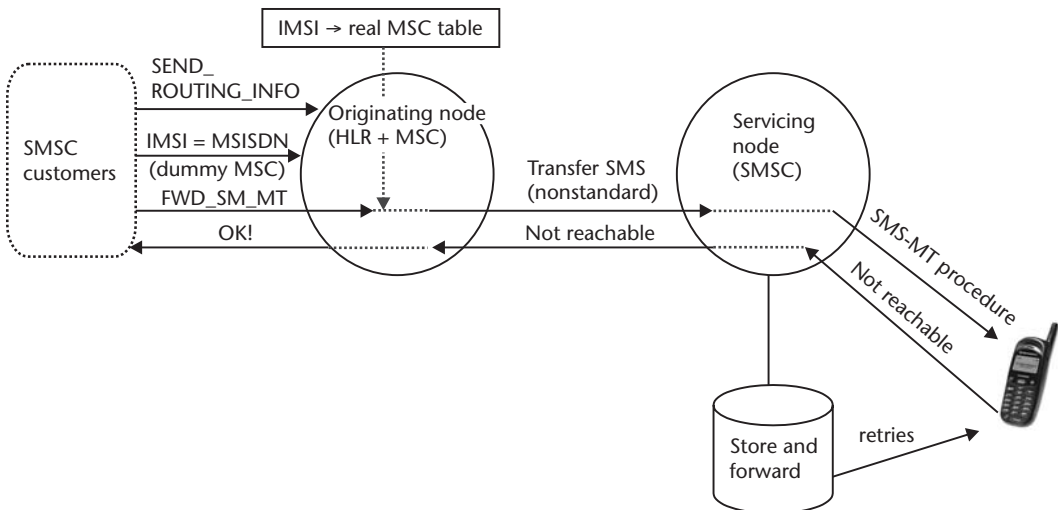 IMSI → real MSC table
SEND_
ROUTING_INFO
Originating node
(HLR + MSC)
Servicing
node
(SMSC)
SMSC
customers
IMSI = MSISDN
(dummy MSC)
Transfer SMS
(nonstandard)
FWD_SM_MT
OK!
Not reachable
SMS-MT procedure
Not reachable
Store and
forward
retries